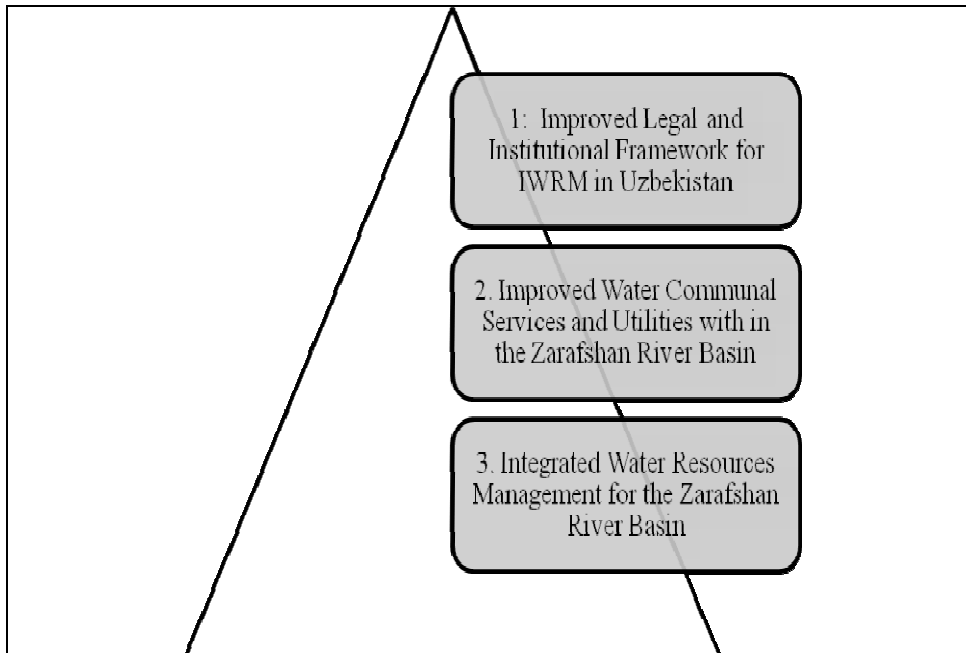 1:  Improved Legal and
Institutional Framework for
IWRM in Uzbekistan
2. Improved Water Communal
Services and Utilities with in
the Zarafshan River Basin
3. Integrated Water Resources
Management for the Zarafshan
River Basin